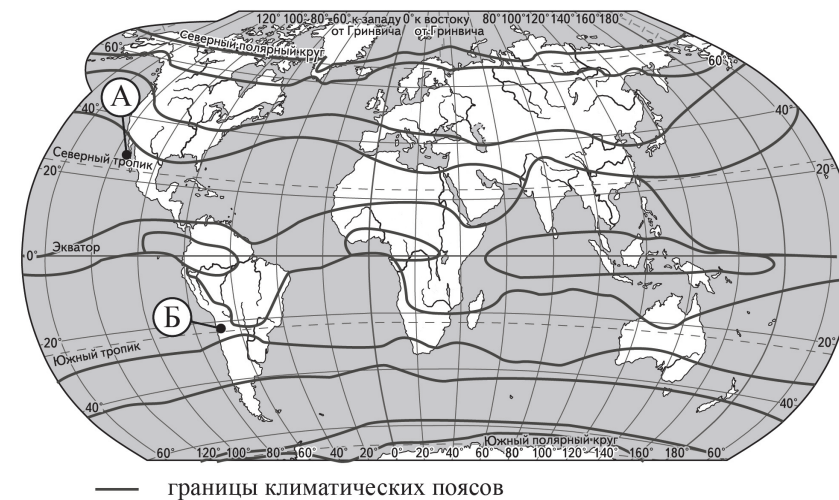 120° 100° 80° 60° к западу 0° к востоку 80° 100° 120° 140° 160° 180°
от Гринвича от Гринвича
Северный полярный круг
60° 60°
А
40° 40°
Северный тропик
20° 20°
Экватор
0°
Б
20° 20°
Южный тропик
40° 40°
Южный полярный круг
60° 120° 100° 80° 60° 40° 20° 0° 20° 40° 60° 80° 100° 120° 140° 160° 180° 60°
границы климатических поясов